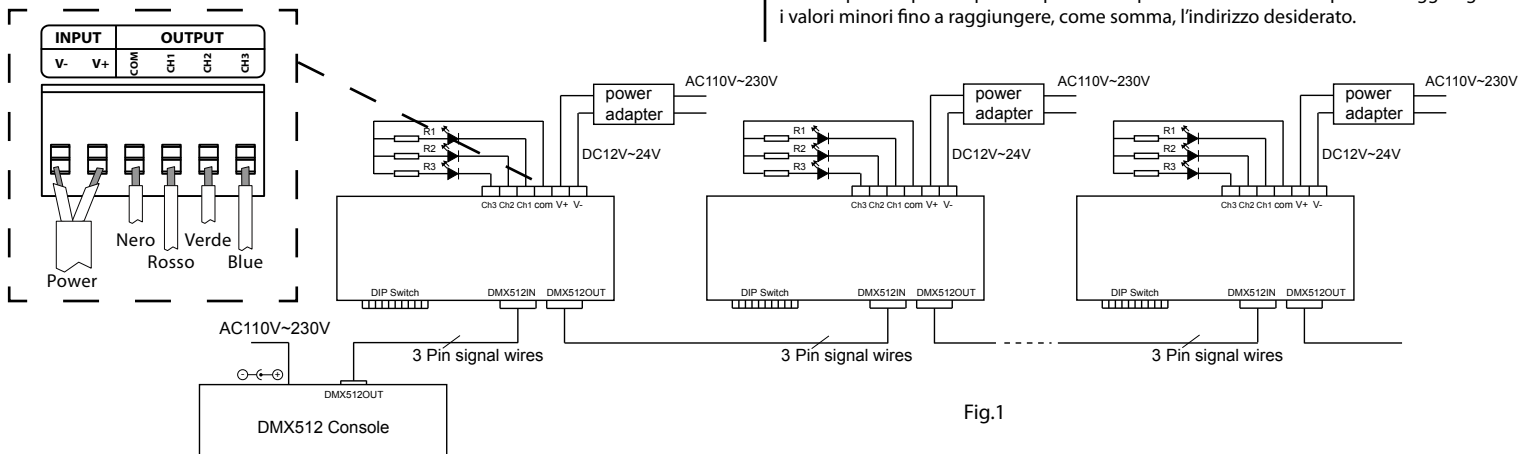 i valori minori fino a raggiungere, come somma, l'indirizzo desiderato.
INPUT OUTPUT
V- V+ COM CH1 CH2 CH3
Nero Verde
Rosso Blue
Power
AC110V~230V AC110V~230V AC110V~230V
power adapter power adapter power adapter
R1 R1 R1
R2 R2 R2
R3 R3 R3
DC12V~24V DC12V~24V DC12V~24V
Ch3 Ch2 Ch1 com V+ V- Ch3 Ch2 Ch1 com V+ V- Ch3 Ch2 Ch1 com V+ V-
DIP Switch DMX512IN DMX512OUT DIP Switch DMX512IN DMX512OUT DIP Switch DMX512IN DMX512OUT
AC110V~230V
3 Pin signal wires 3 Pin signal wires 3 Pin signal wires
- +
DMX512OUT
DMX512 Console
Fig.1